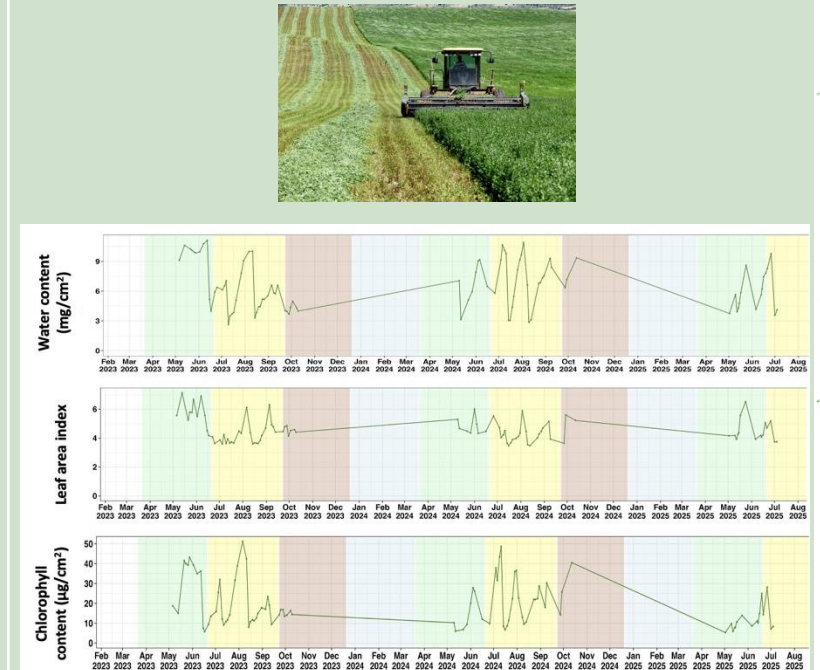 Water content
(mg/cm²)
9
6
3
0
Feb Mar Apr May Jun Jul Aug Sep Oct Nov Dec Jan Feb Mar Apr May Jun Jul Aug Sep Oct Nov Dec Jan Feb Mar Apr May Jun Jul Aug
2023 2023 2023 2023 2023 2023 2023 2023 2023 2023 2023 2024 2024 2024 2024 2024 2024 2024 2024 2024 2024 2024 2024 2025 2025 2025 2025 2025 2025 2025 2025
Leaf area index
6
4
2
0
Feb Mar Apr May Jun Jul Aug Sep Oct Nov Dec Jan Feb Mar Apr May Jun Jul Aug Sep Oct Nov Dec Jan Feb Mar Apr May Jun Jul Aug
2023 2023 2023 2023 2023 2023 2023 2023 2023 2023 2023 2024 2024 2024 2024 2024 2024 2024 2024 2024 2024 2024 2024 2025 2025 2025 2025 2025 2025 2025 2025
Chlorophyll
content (µg/cm²)
50
40
30
20
10
0
Feb Mar Apr May Jun Jul Aug Sep Oct Nov Dec Jan Feb Mar Apr May Jun Jul Aug Sep Oct Nov Dec Jan Feb Mar Apr May Jun Jul Aug
2023 2023 2023 2023 2023 2023 2023 2023 2023 2023 2023 2024 2024 2024 2024 2024 2024 2024 2024 2024 2024 2024 2024 2025 2025 2025 2025 2025 2025 2025 2025